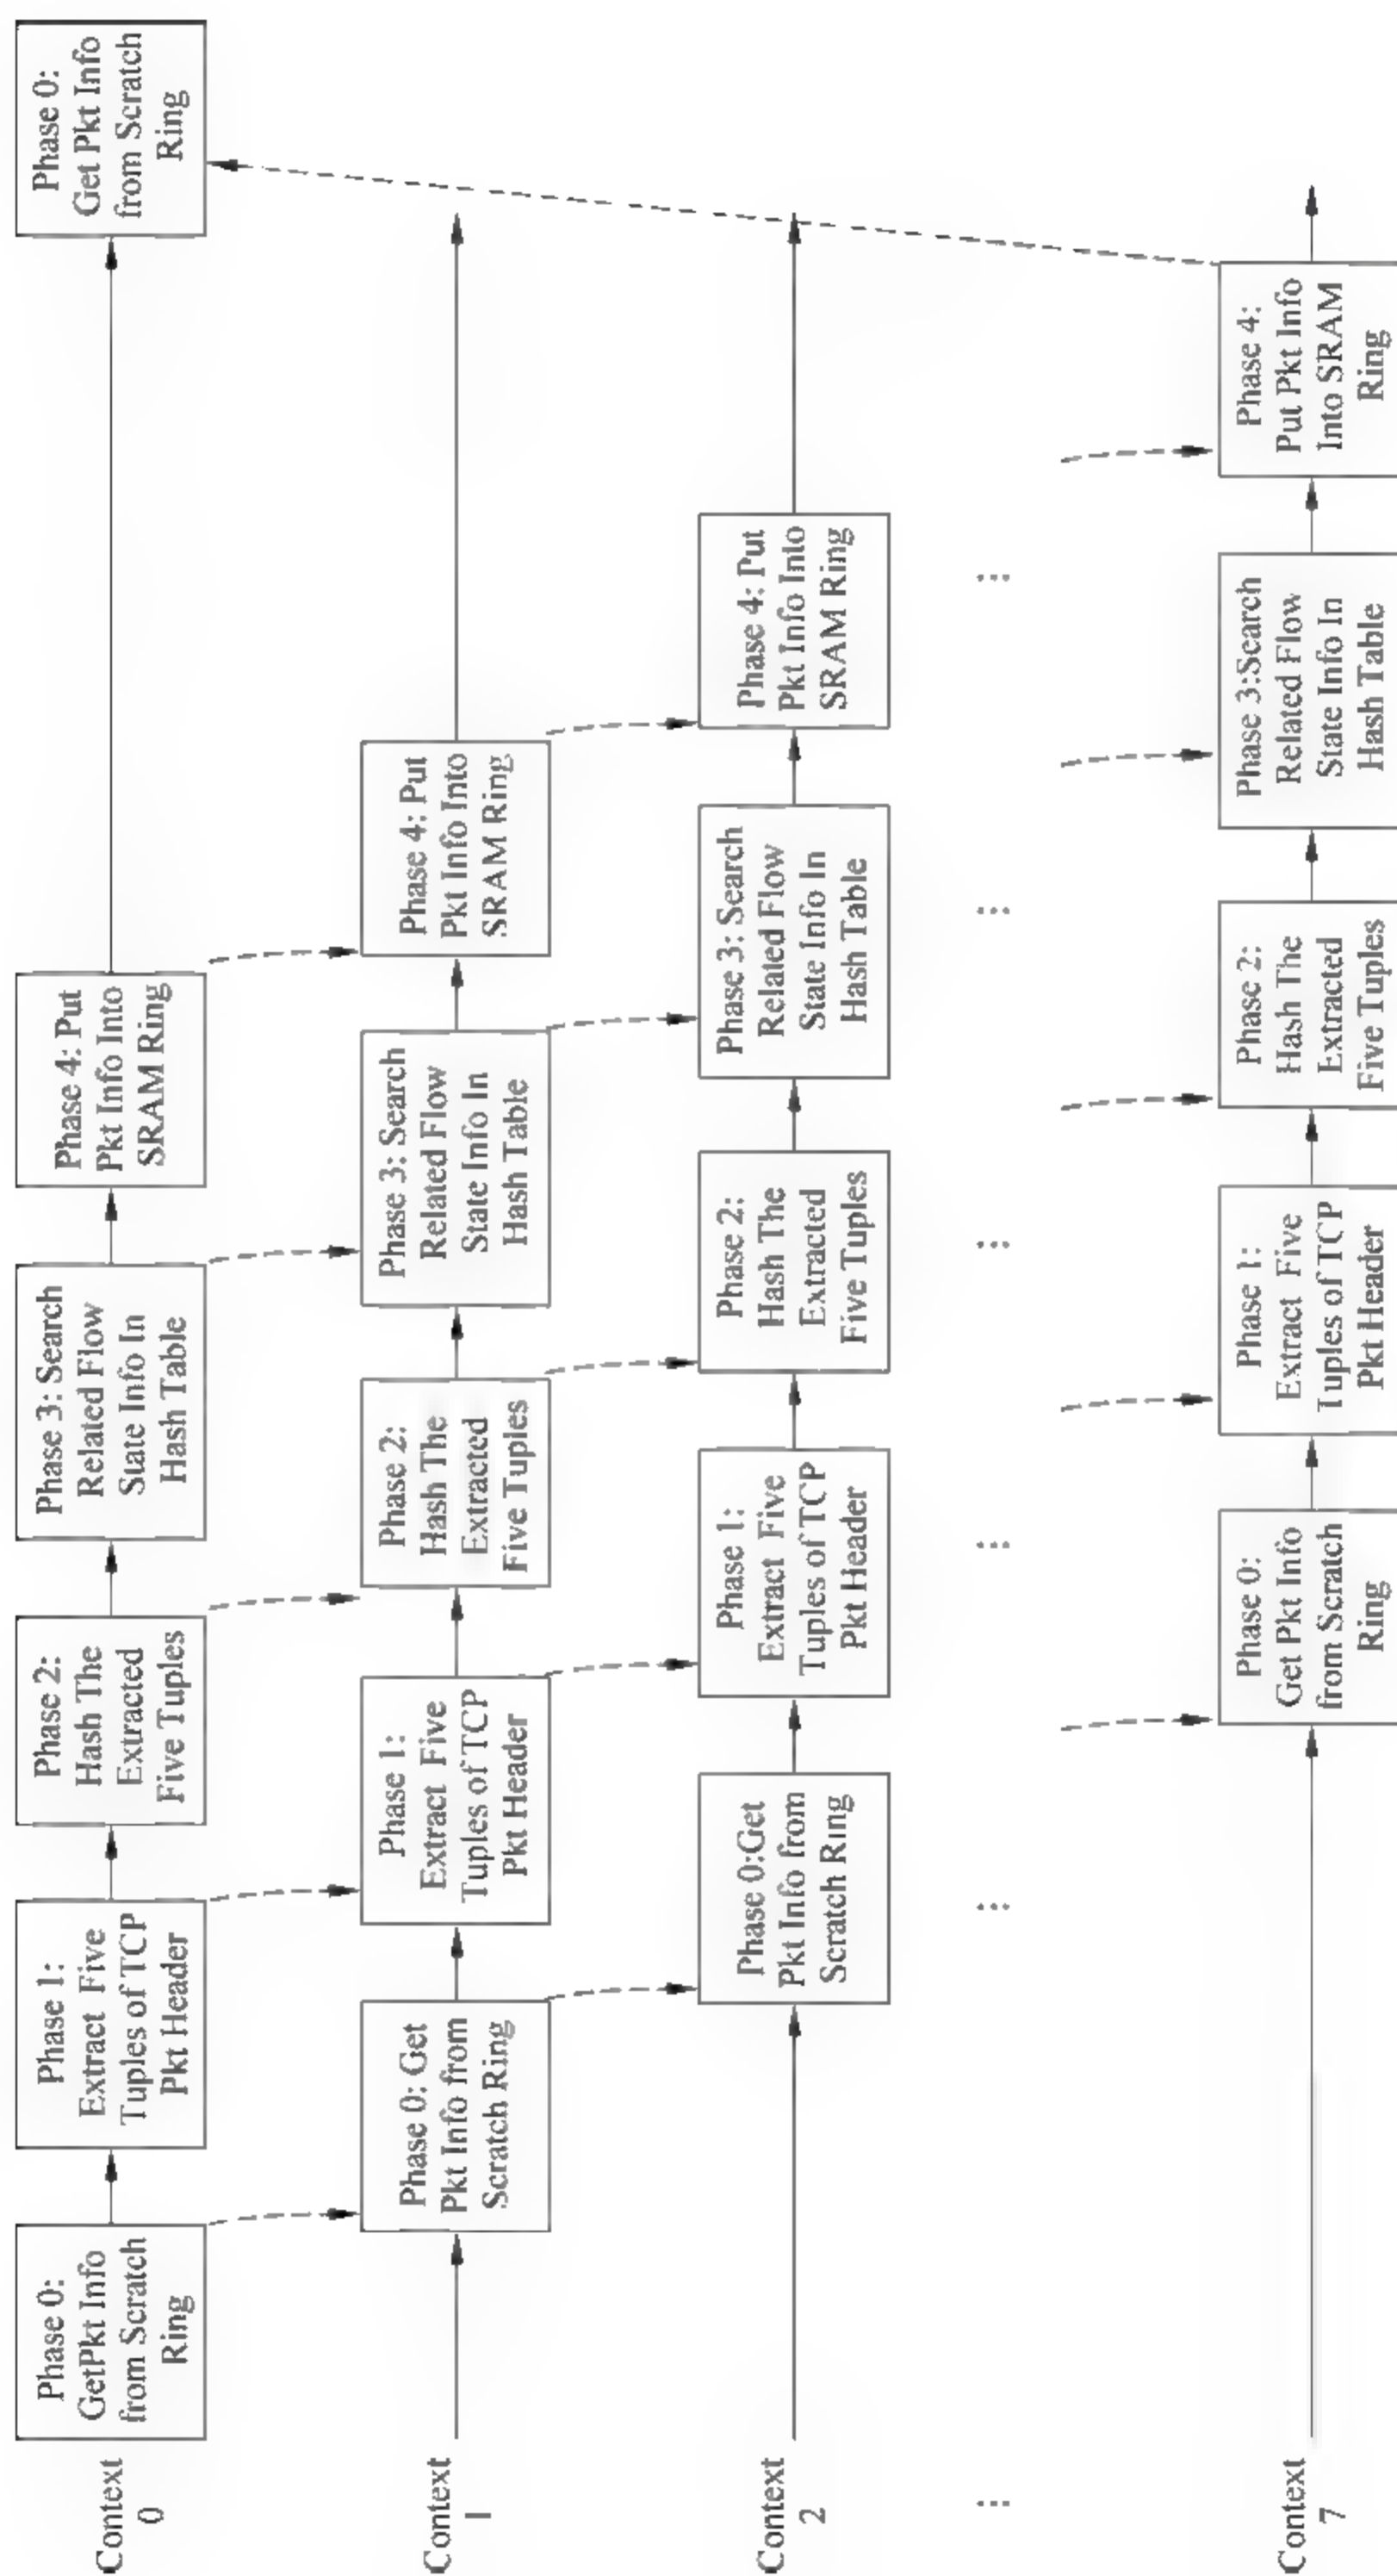 Context
0
Phase 0:
GetPkt Info
from Scratch
Ring
Phase 1:
Extract Five
Tuples of TCP
Pkt Header
Phase 2:
Hash The
Extracted
Five Tuples
Phase 3: Search
Related Flow
State Info In
Hash Table
Phase 4: Put
Pkt Info Into
SRAM Ring
Phase 0:
Get Pkt Info
from Scratch
Ring
Context
1
Phase 0: Get
Pkt Info from
Scratch Ring
Phase 1:
Extract Five
Tuples of TCP
Pkt Header
Phase 2:
Hash The
Extracted
Five Tuples
Phase 3: Search
Related Flow
State Info In
Hash Table
Phase 4: Put
Pkt Info Into
SRAM Ring
Context
2
Phase 0:Get
Pkt Info from
Scratch Ring
Phase 1:
Extract Five
Tuples of TCP
Pkt Header
Phase 2:
Hash The
Extracted
Five Tuples
Phase 3: Search
Related Flow
State Info In
Hash Table
Phase 4: Put
Pkt Info Into
SRAM Ring
...
...
...
...
...
...
Context
7
Phase 0:
Get Pkt Info
from Scratch
Ring
Phase 1:
Extract Five
Tuples of TCP
Pkt Header
Phase 2:
Hash The
Extracted
Five Tuples
Phase 3:Search
Related Flow
State Info In
Hash Table
Phase 4:
Put Pkt Info
Into SRAM
Ring